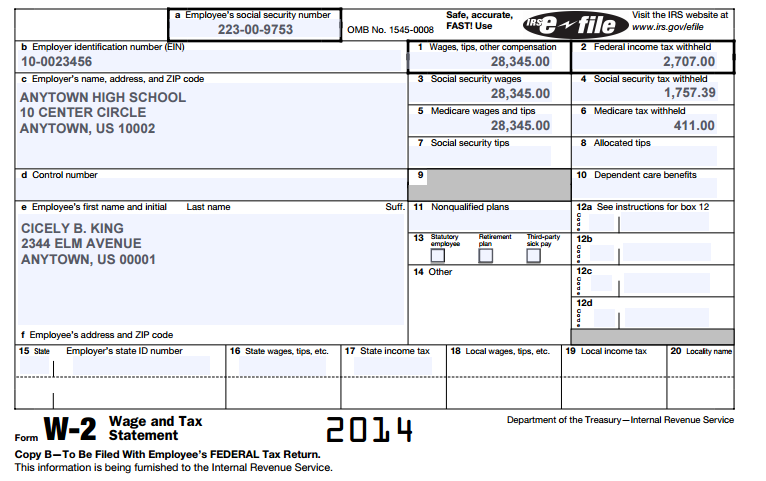 a Employee's social security number
223-00-9753
OMB No. 1545-0008
Safe, accurate,
FAST! Use
IRS e file
Visit the IRS website at
www.irs.gov/efile
b Employer identification number (EIN)
10-0023456
1 Wages, tips, other compensation
28,345.00
2 Federal income tax withheld
2,707.00
c Employer's name, address, and ZIP code
ANYTOWN HIGH SCHOOL
10 CENTER CIRCLE
ANYTOWN, US 10002
3 Social security wages
28,345.00
4 Social security tax withheld
1,757.39
5 Medicare wages and tips
28,345.00
6 Medicare tax withheld
411.00
7 Social security tips
8 Allocated tips
d Control number
9
10 Dependent care benefits
e Employee's first name and initial Last name Suff.
CICELY B. KING
2344 ELM AVENUE
ANYTOWN, US 00001
11 Nonqualified plans
12a See instructions for box 12
Code
13 Statutory employee Retirement plan Third-party sick pay
12b
Code
14 Other
12c
Code
12d
Code
f Employee's address and ZIP code
15 State Employer's state ID number
16 State wages, tips, etc.
17 State income tax
18 Local wages, tips, etc.
19 Local income tax
20 Locality name
Form W-2 Wage and Tax
Statement
2014
Department of the Treasury—Internal Revenue Service
Copy B—To Be Filed With Employee's FEDERAL Tax Return.
This information is being furnished to the Internal Revenue Service.